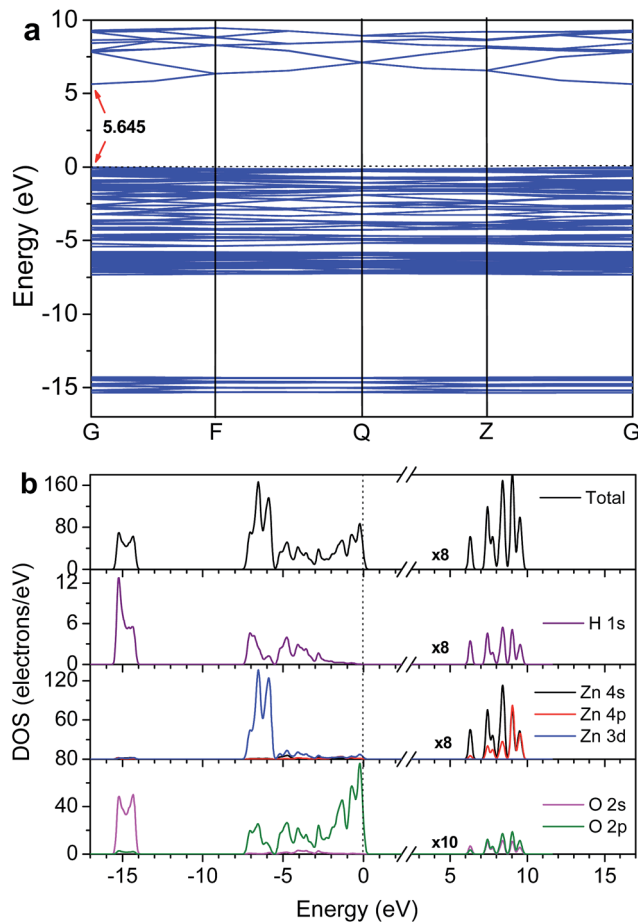 a
10
5
0
-5
-10
-15
Energy (eV)
5.645
G F Q Z G
b
160
80
0
Total
x8
12
6
0
H 1s
x8
120
80
Zn 4s
Zn 4p
Zn 3d
x8
40
0
O 2s
O 2p
x10
DOS (electrons/eV)
-15 -10 -5 0 5 10 15
Energy (eV)